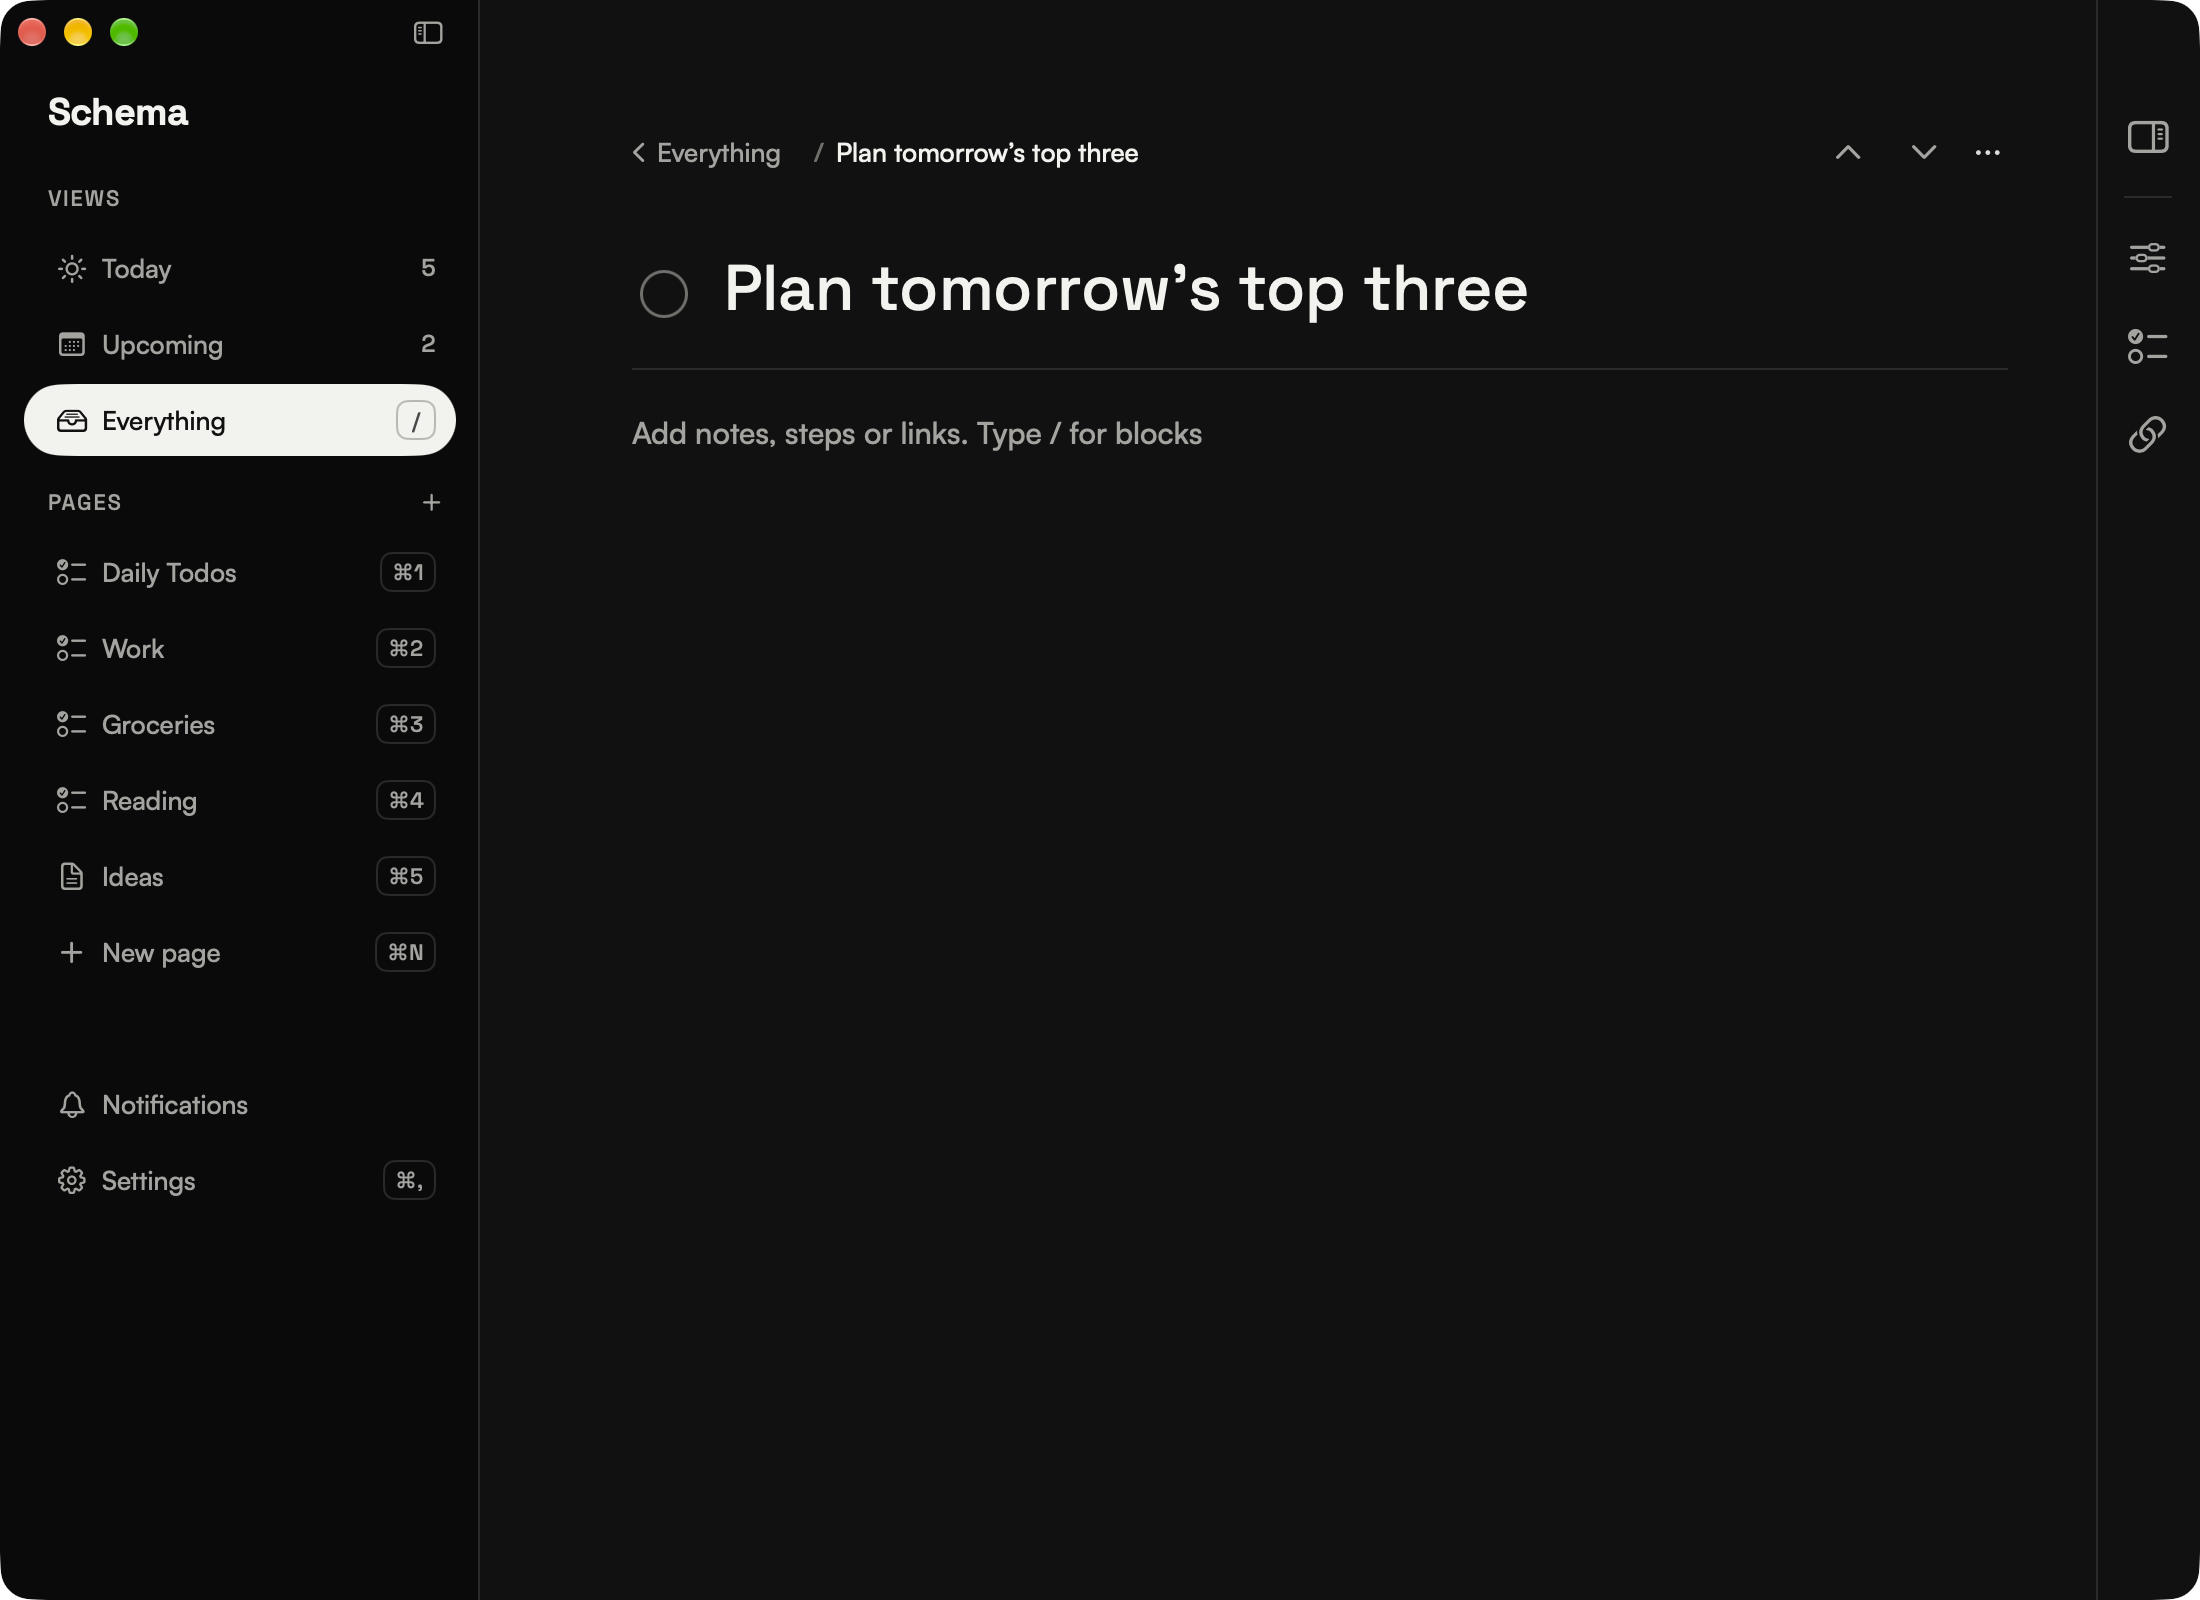 Schema
VIEWS
Today 5
Upcoming 2
Everything /
PAGES +
Daily Todos ⌘1
Work ⌘2
Groceries ⌘3
Reading ⌘4
Ideas ⌘5
New page ⌘N
Notifications
Settings ⌘,
Everything / Plan tomorrow’s top three
Plan tomorrow’s top three
Add notes, steps or links. Type / for blocks